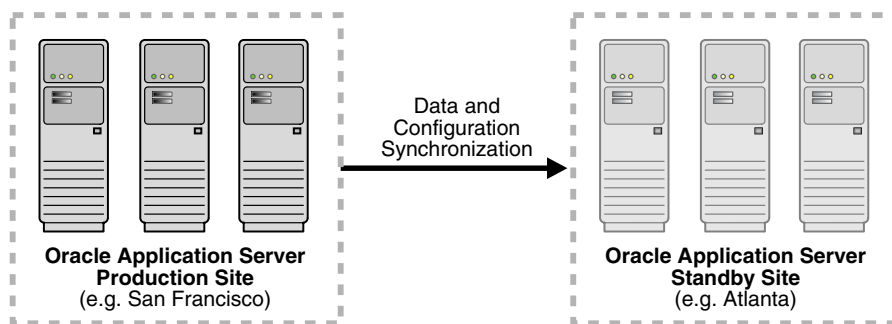 Data and
Configuration
Synchronization
Oracle Application Server
Production Site
(e.g. San Francisco)
Oracle Application Server
Standby Site
(e.g. Atlanta)